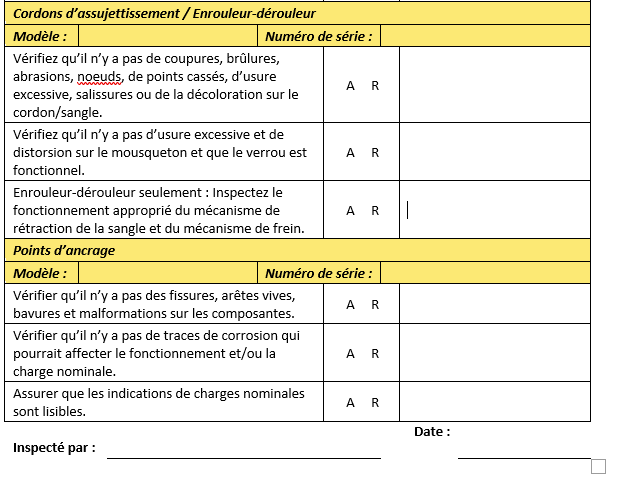 Cordons d'assujettissement / Enrouleur-dérouleur
Modèle : Numéro de série :
Vérifiez qu'il n'y a pas de coupures, brûlures,
abrasions, noeuds, de points cassés, d'usure
excessive, salissures ou de la décoloration sur le
cordon/sangle.
A R
Vérifiez qu'il n'y a pas d'usure excessive et de
distorsion sur le mousqueton et que le verrou est
fonctionnel.
A R
Enrouleur-dérouleur seulement : Inspectez le
fonctionnement approprié du mécanisme de
rétraction de la sangle et du mécanisme de frein.
A R
Points d'ancrage
Modèle : Numéro de série :
Vérifier qu'il n'y a pas des fissures, arêtes vives,
bavures et malformations sur les composantes.
A R
Vérifier qu'il n'y a pas de traces de corrosion qui
pourrait affecter le fonctionnement et/ou la
charge nominale.
A R
Assurer que les indications de charges nominales
sont lisibles.
A R
Date :
Inspecté par :